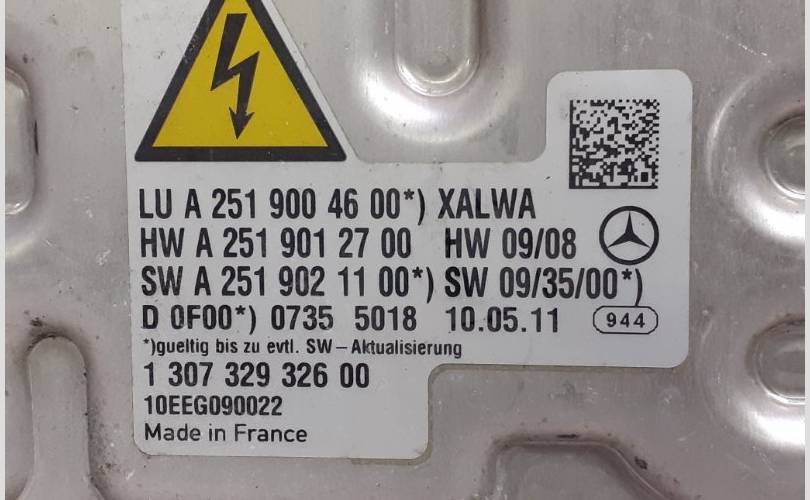 LU A 251 900 46 00*) XALWA
HW A 251 901 27 00 HW 09/08
SW A 251 902 11 00*) SW 09/35/00*)
D 0F00*) 0735 5018 10.05.11 944
*)gueltig bis zu evtl. SW – Aktualisierung
1 307 329 326 00
10EEG090022
Made in France